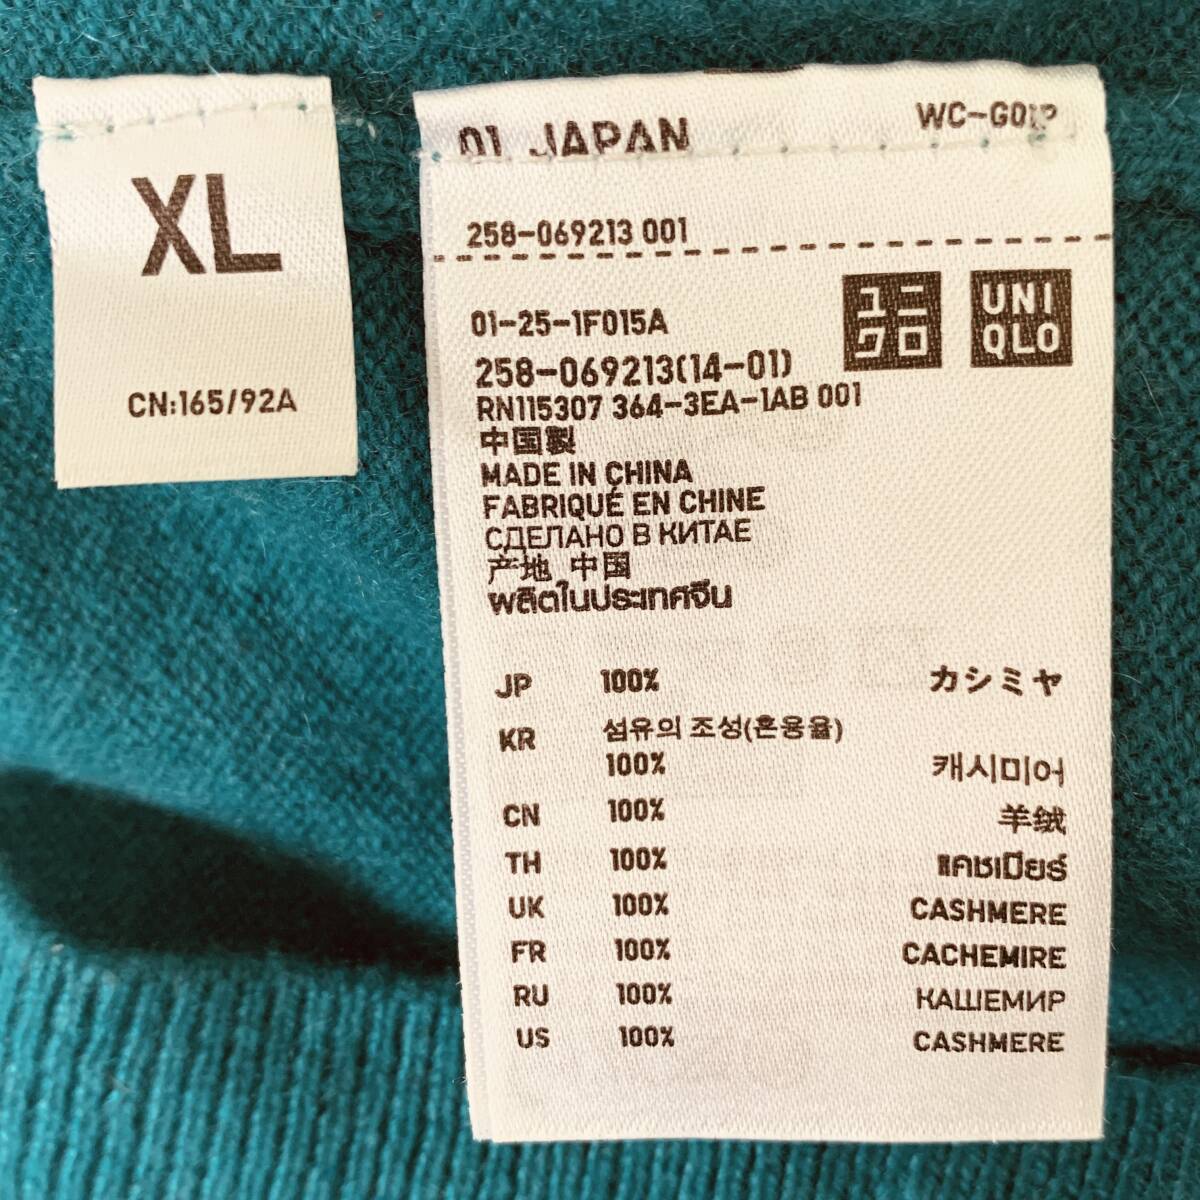 XL
CN:165/92A
01 JAPAN
258-069213 001
ユニ
クロ
UNI
QLO
01-25-1F015A
258-069213(14-01)
RN115307 364-3EA-1AB 001
中国製
MADE IN CHINA
FABRIQUÉ EN CHINE
СДЕЛАНО В КИТАЕ
产地 中国
ผลิตในประเทศจีน
JP 100% カシミヤ
KR 섬유의 조성(혼용율)
100% 캐시미어
CN 100% 羊绒
TH 100% แคชเมียร์
UK 100% CASHMERE
FR 100% CACHEMIRE
RU 100% КАШЕМИР
US 100% CASHMERE